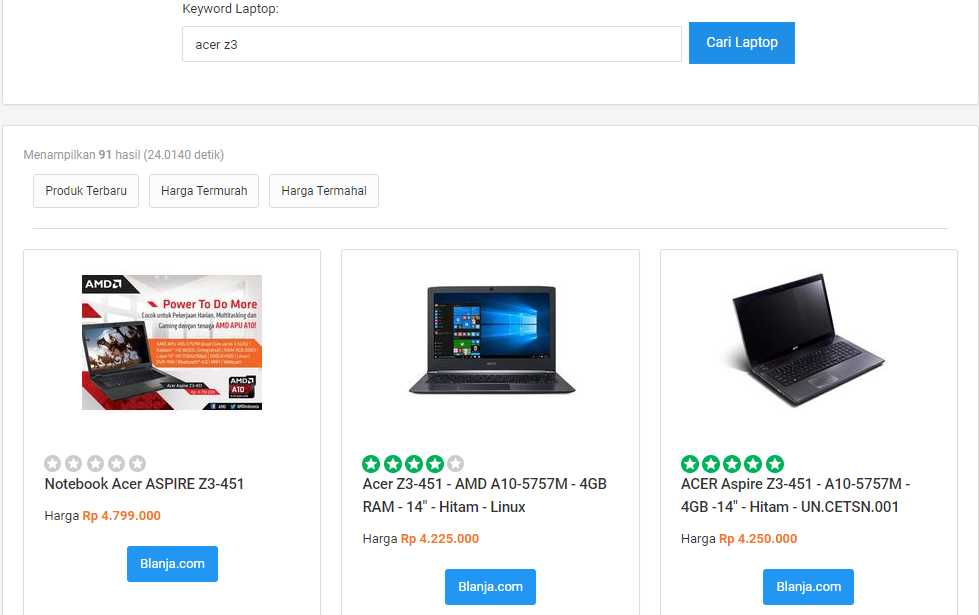 Keyword Laptop:
acer z3
Cari Laptop
Menampilkan 91 hasil (24.0140 detik)
Produk Terbaru
Harga Termurah
Harga Termahal
AMD
Power To Do More
Cocok untuk Pekerjaan Harian, Multitasking dan
Gaming dengan tenaga AMD APU A10!
Acer Aspire Z3-451
Rp 4.799.000
AMD
A10
Notebook Acer ASPIRE Z3-451
Harga Rp 4.799.000
Blanja.com
Acer Z3-451 - AMD A10-5757M - 4GB
RAM - 14" - Hitam - Linux
Harga Rp 4.225.000
Blanja.com
ACER Aspire Z3-451 - A10-5757M -
4GB -14" - Hitam - UN.CETSN.001
Harga Rp 4.250.000
Blanja.com